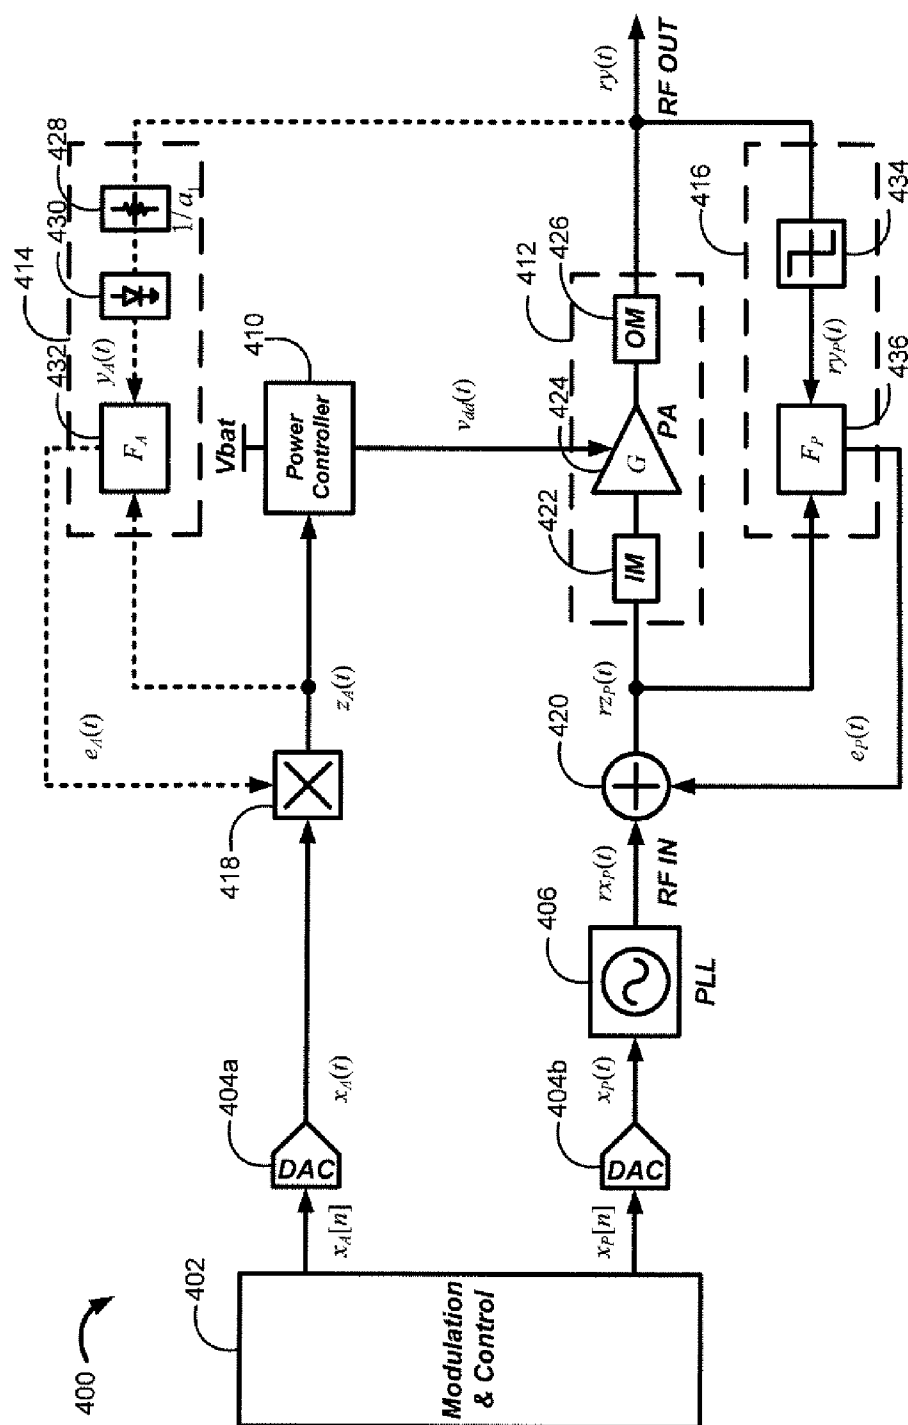 400
402
Modulation
& Control
x_A[n]
x_P[n]
404a
DAC
404b
DAC
x_A(t)
x_P(t)
406
PLL
rx_P(t)
RF IN
418
420
e_A(t)
z_A(t)
rz_P(t)
e_P(t)
414
432
F_A
y_A(t)
430
428
1/a_1
Vbat
410
Power
Controller
v_dd(t)
412
422
IM
424
G
PA
426
OM
ry(t)
RF OUT
416
434
ry_P(t)
436
F_P